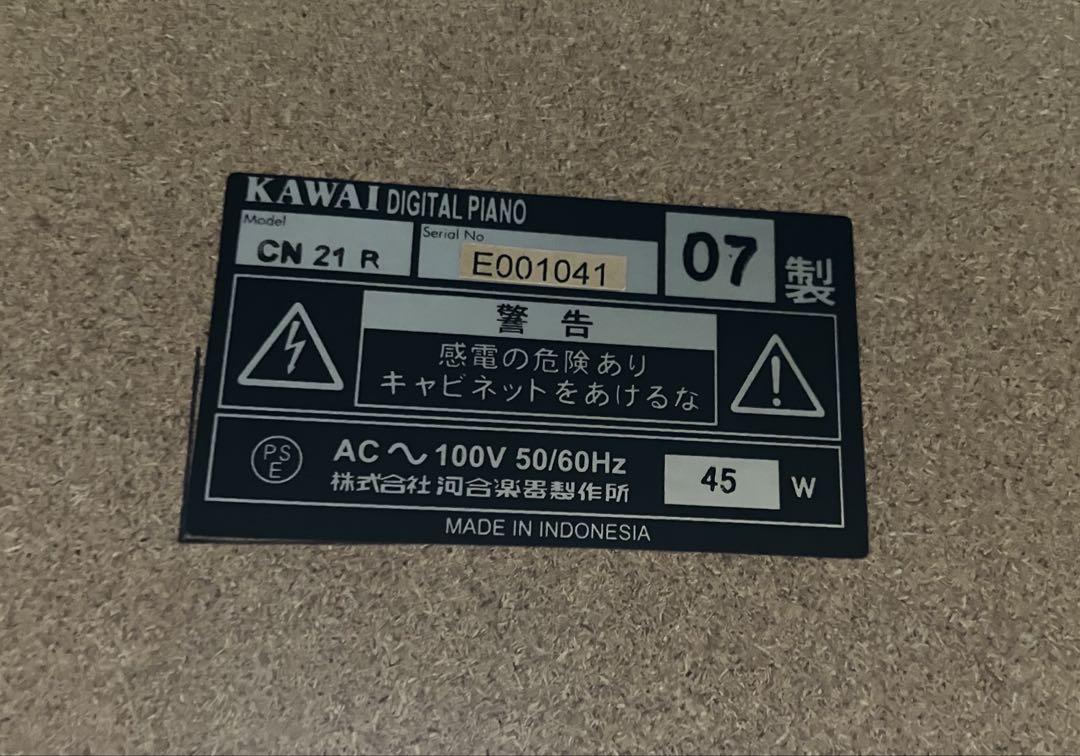 KAWAI DIGITAL PIANO
Model
CN 21 R
Serial No
E001041
07 製
警告
感電の危険あり
キャビネットをあけるな
PS
E
AC〜100V 50/60Hz
株式会社 河合楽器製作所
45 W
MADE IN INDONESIA